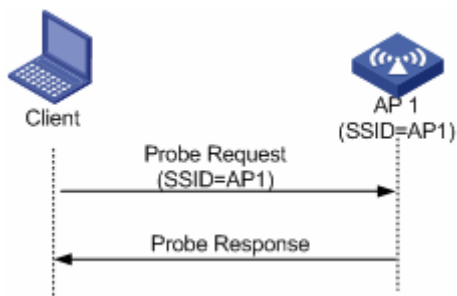 Client
AP 1
(SSID=AP1)
Probe Request
(SSID=AP1)
Probe Response